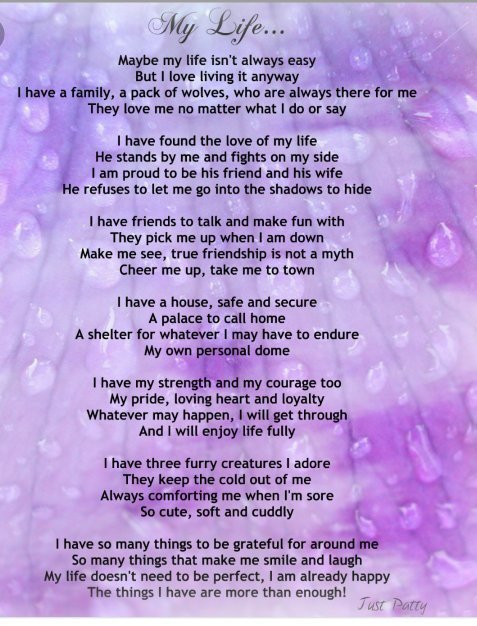 My Life...
Maybe my life isn't always easy
But I love living it anyway
I have a family, a pack of wolves, who are always there for me
They love me no matter what I do or say
I have found the love of my life
He stands by me and fights on my side
I am proud to be his friend and his wife
He refuses to let me go into the shadows to hide
I have friends to talk and make fun with
They pick me up when I am down
Make me see, true friendship is not a myth
Cheer me up, take me to town
I have a house, safe and secure
A palace to call home
A shelter for whatever I may have to endure
My own personal dome
I have my strength and my courage too
My pride, loving heart and loyalty
Whatever may happen, I will get through
And I will enjoy life fully
I have three furry creatures I adore
They keep the cold out of me
Always comforting me when I'm sore
So cute, soft and cuddly
I have so many things to be grateful for around me
So many things that make me smile and laugh
My life doesn't need to be perfect, I am already happy
The things I have are more than enough!
Just Patty